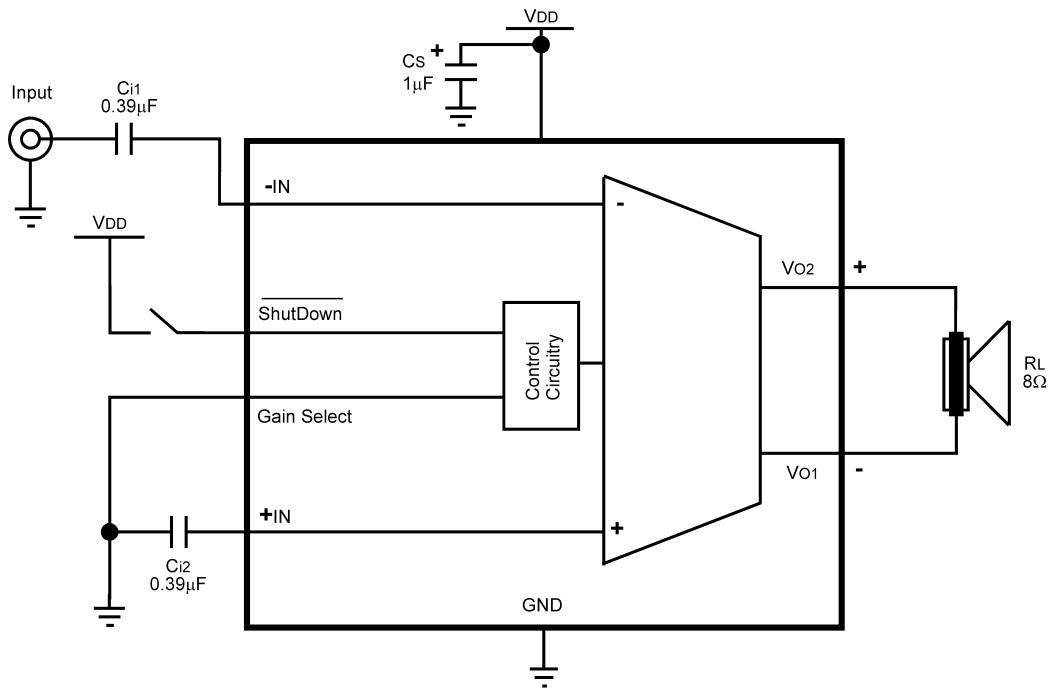 VDD
Cs +
1µF
Input
Ci1
0.39µF
-IN
-
VDD
VO2 +
ShutDown
Control
Circuitry
RL
8Ω
Gain Select
VO1 -
+IN
+
Ci2
0.39µF
GND